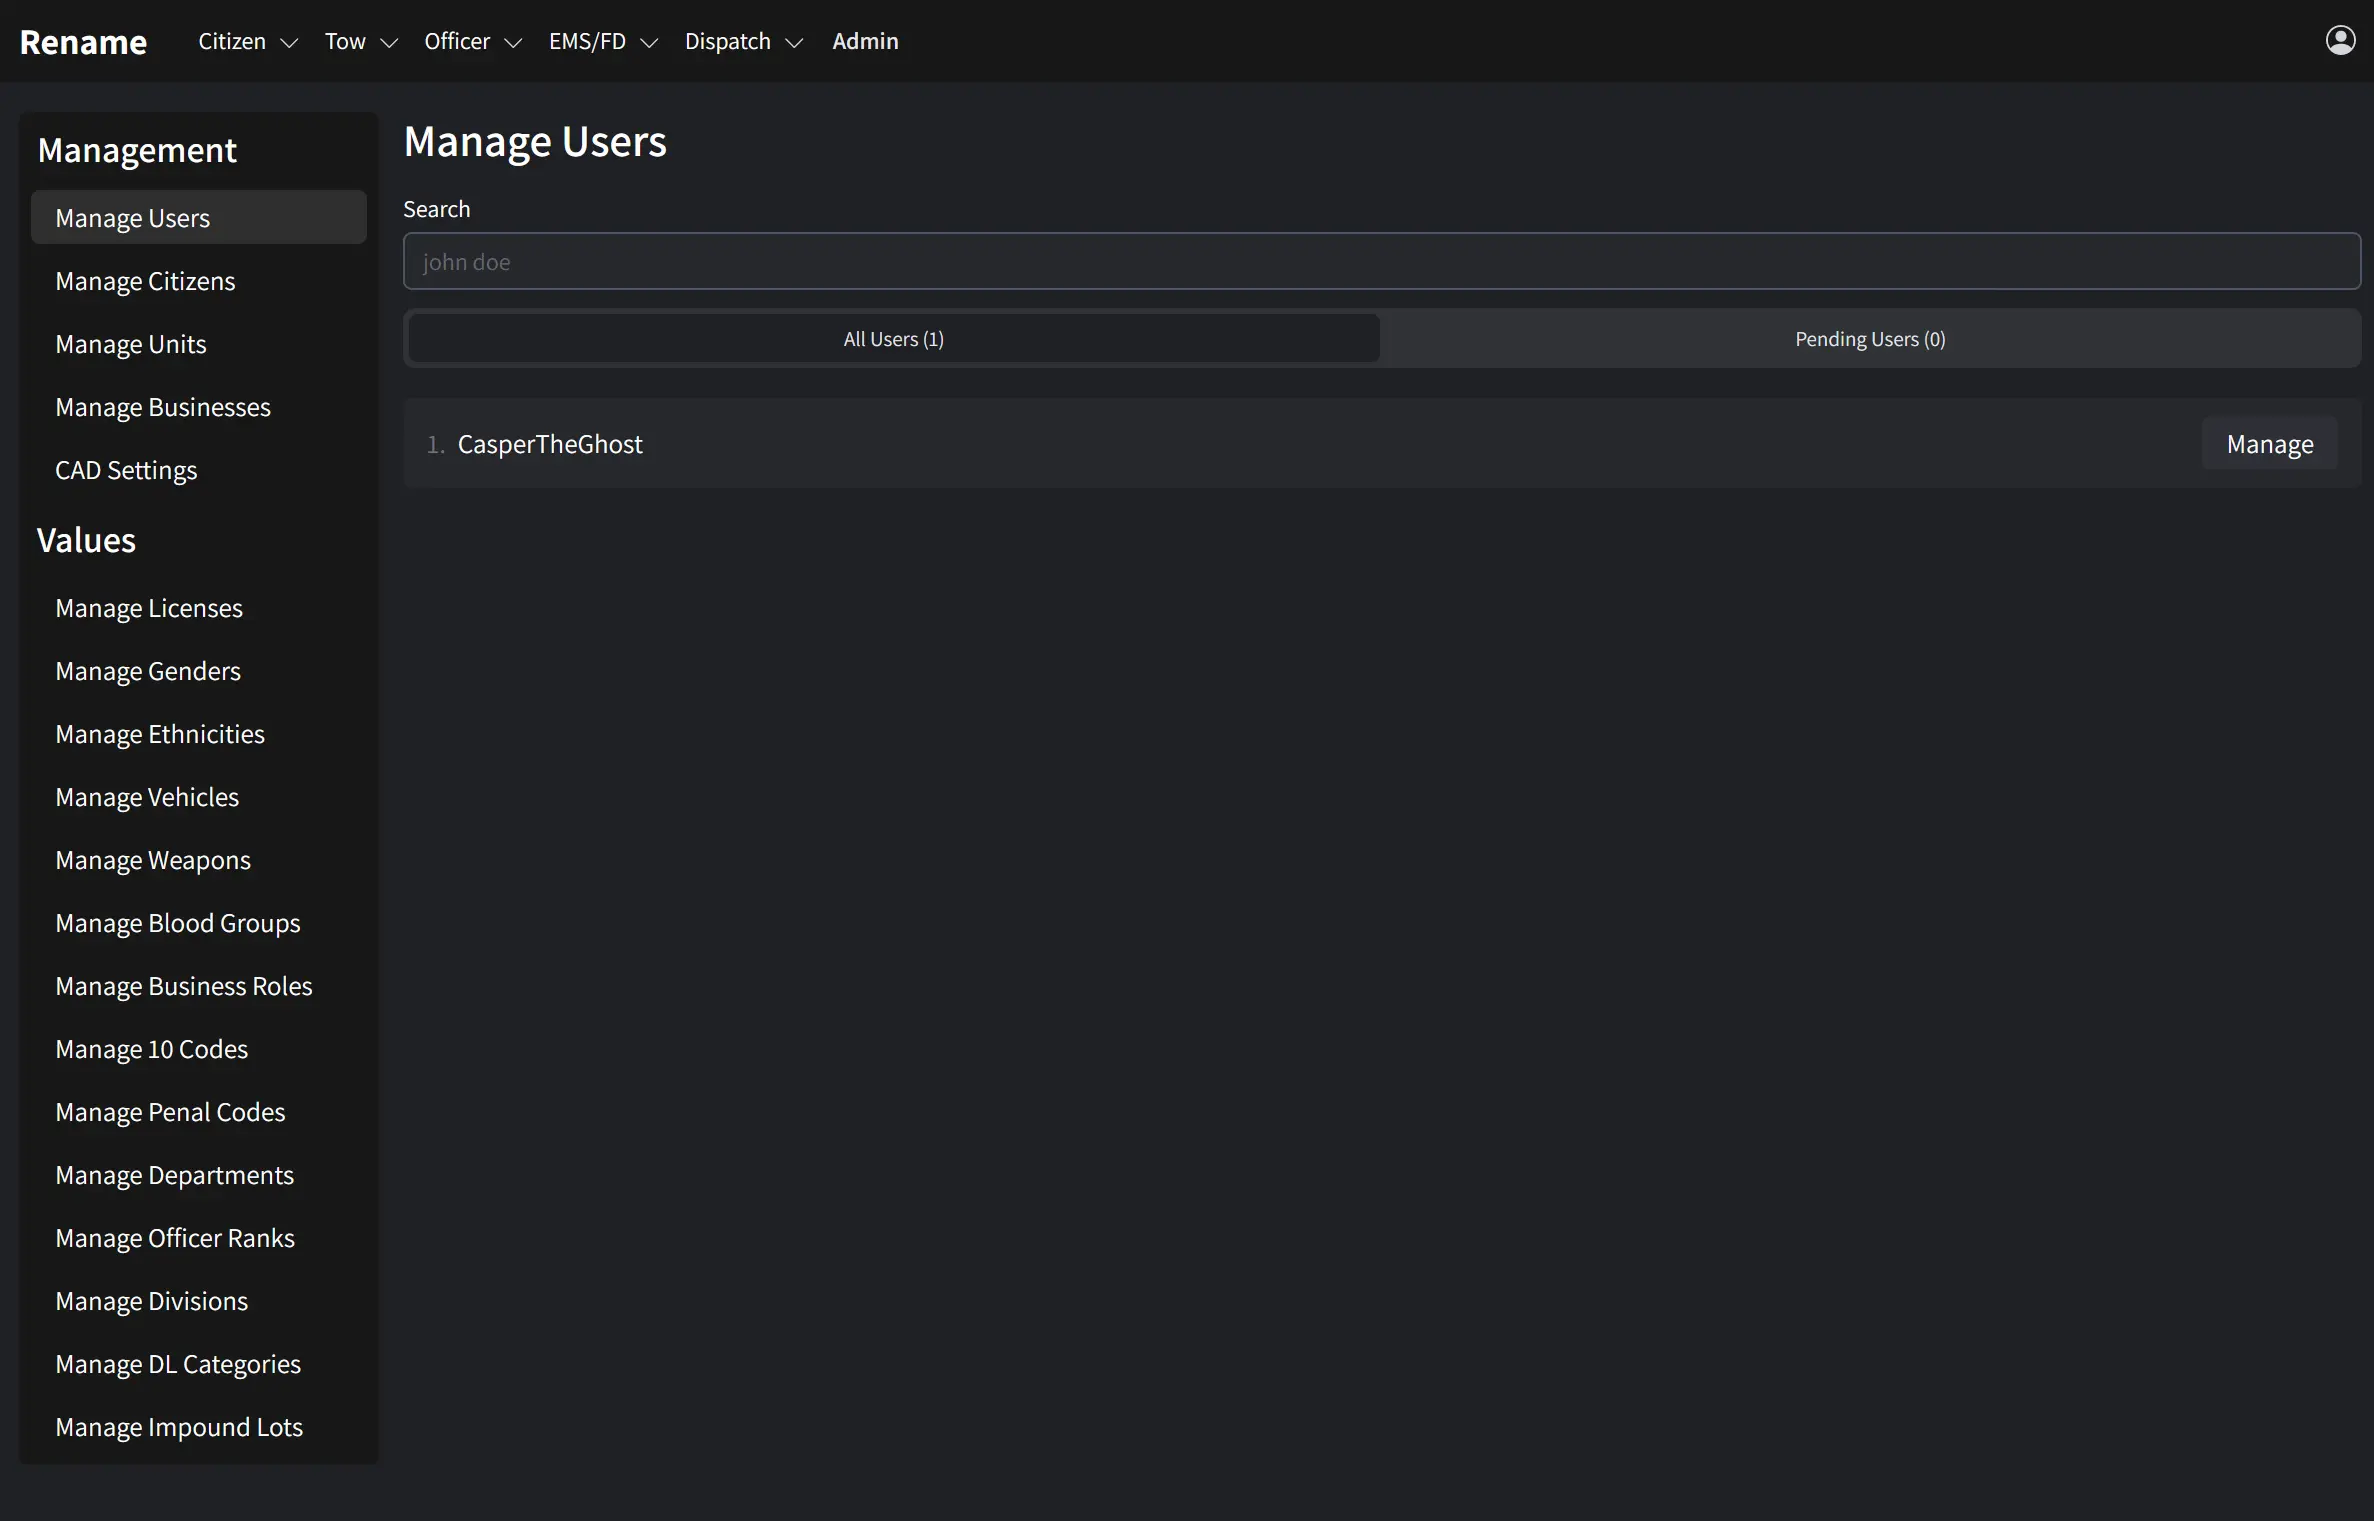 Rename Citizen Tow Officer EMS/FD Dispatch Admin
Management
Manage Users
Manage Citizens
Manage Units
Manage Businesses
CAD Settings
Values
Manage Licenses
Manage Genders
Manage Ethnicities
Manage Vehicles
Manage Weapons
Manage Blood Groups
Manage Business Roles
Manage 10 Codes
Manage Penal Codes
Manage Departments
Manage Officer Ranks
Manage Divisions
Manage DL Categories
Manage Impound Lots
Manage Users
Search
john doe
All Users (1) Pending Users (0)
1. CasperTheGhost Manage